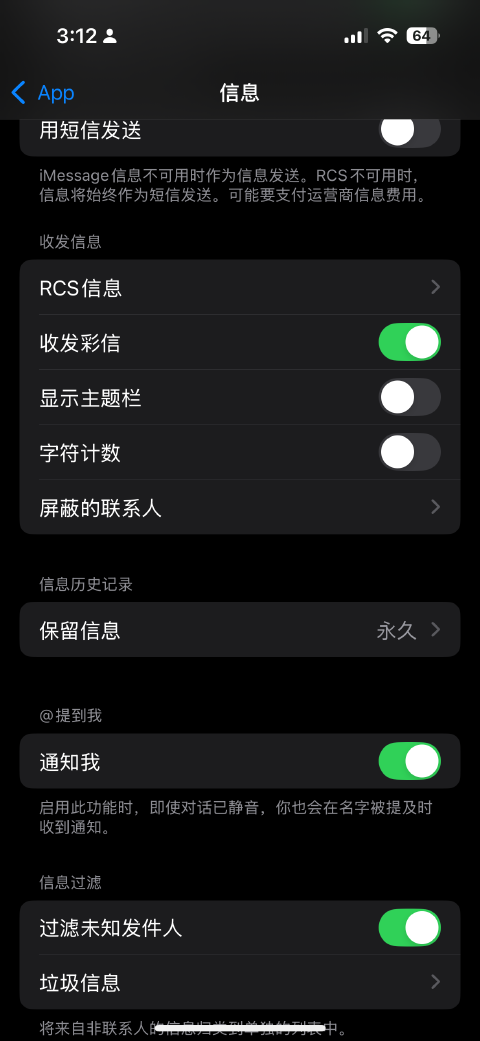 3:12
64
App
信息
用短信发送
iMessage信息不可用时作为信息发送。RCS不可用时，
信息将始终作为短信发送。可能要支付运营商信息费用。
收发信息
RCS信息
收发彩信
显示主题栏
字符计数
屏蔽的联系人
信息历史记录
保留信息 永久
@提到我
通知我
启用此功能时，即使对话已静音，你也会在名字被提及时
收到通知。
信息过滤
过滤未知发件人
垃圾信息
将来自非联系人的信息归类到单独的列表中。